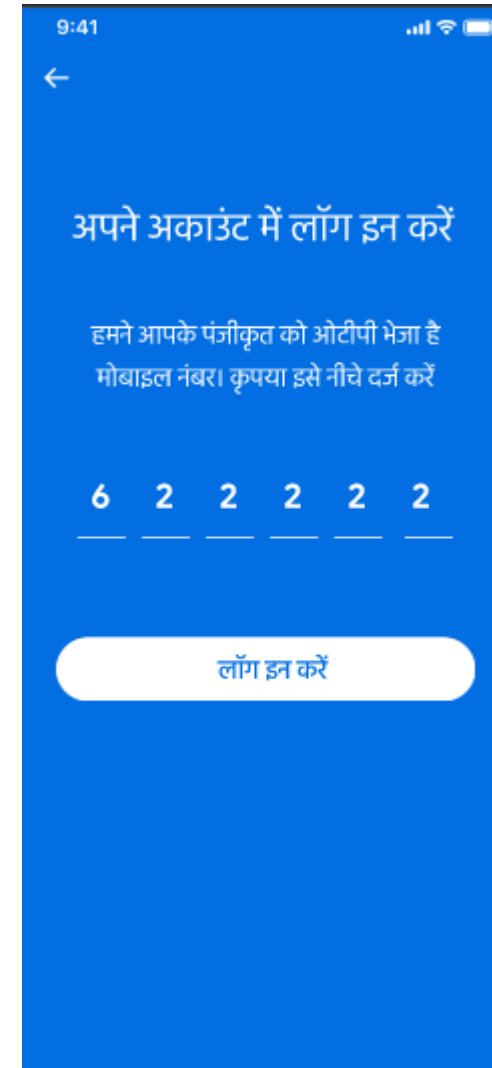 9:41
अपने अकाउंट में लॉग इन करें
हमने आपके पंजीकृत को ओटीपी भेजा है
मोबाइल नंबर। कृपया इसे नीचे दर्ज करें
6 2 2 2 2 2
लॉग इन करें